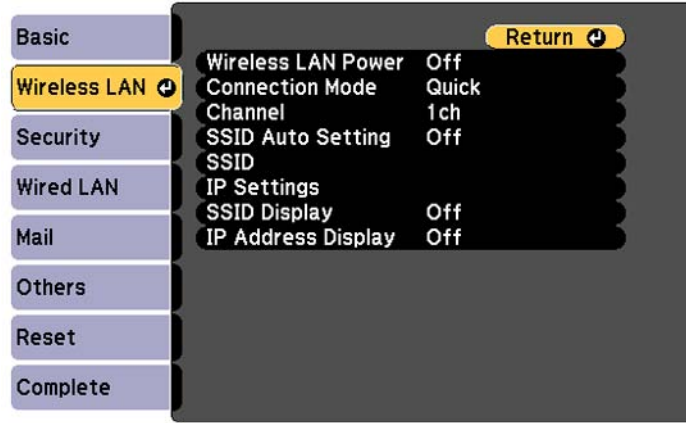 Basic
Wireless LAN
Security
Wired LAN
Mail
Others
Reset
Complete
Return
Wireless LAN Power Off
Connection Mode Quick
Channel 1ch
SSID Auto Setting Off
SSID
IP Settings
SSID Display Off
IP Address Display Off